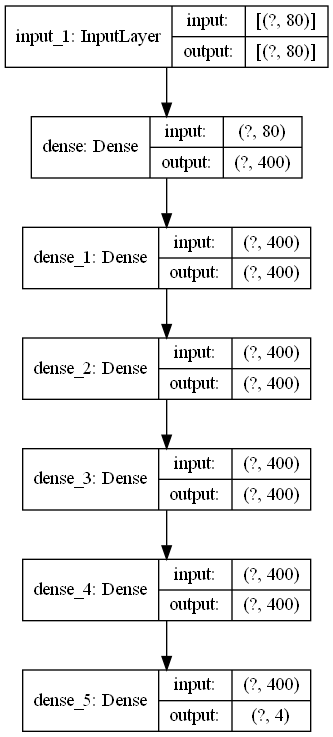 input_1: InputLayer
input: [(?, 80)]
output: [(?, 80)]
dense: Dense
input: (?, 80)
output: (?, 400)
dense_1: Dense
input: (?, 400)
output: (?, 400)
dense_2: Dense
input: (?, 400)
output: (?, 400)
dense_3: Dense
input: (?, 400)
output: (?, 400)
dense_4: Dense
input: (?, 400)
output: (?, 400)
dense_5: Dense
input: (?, 400)
output: (?, 4)